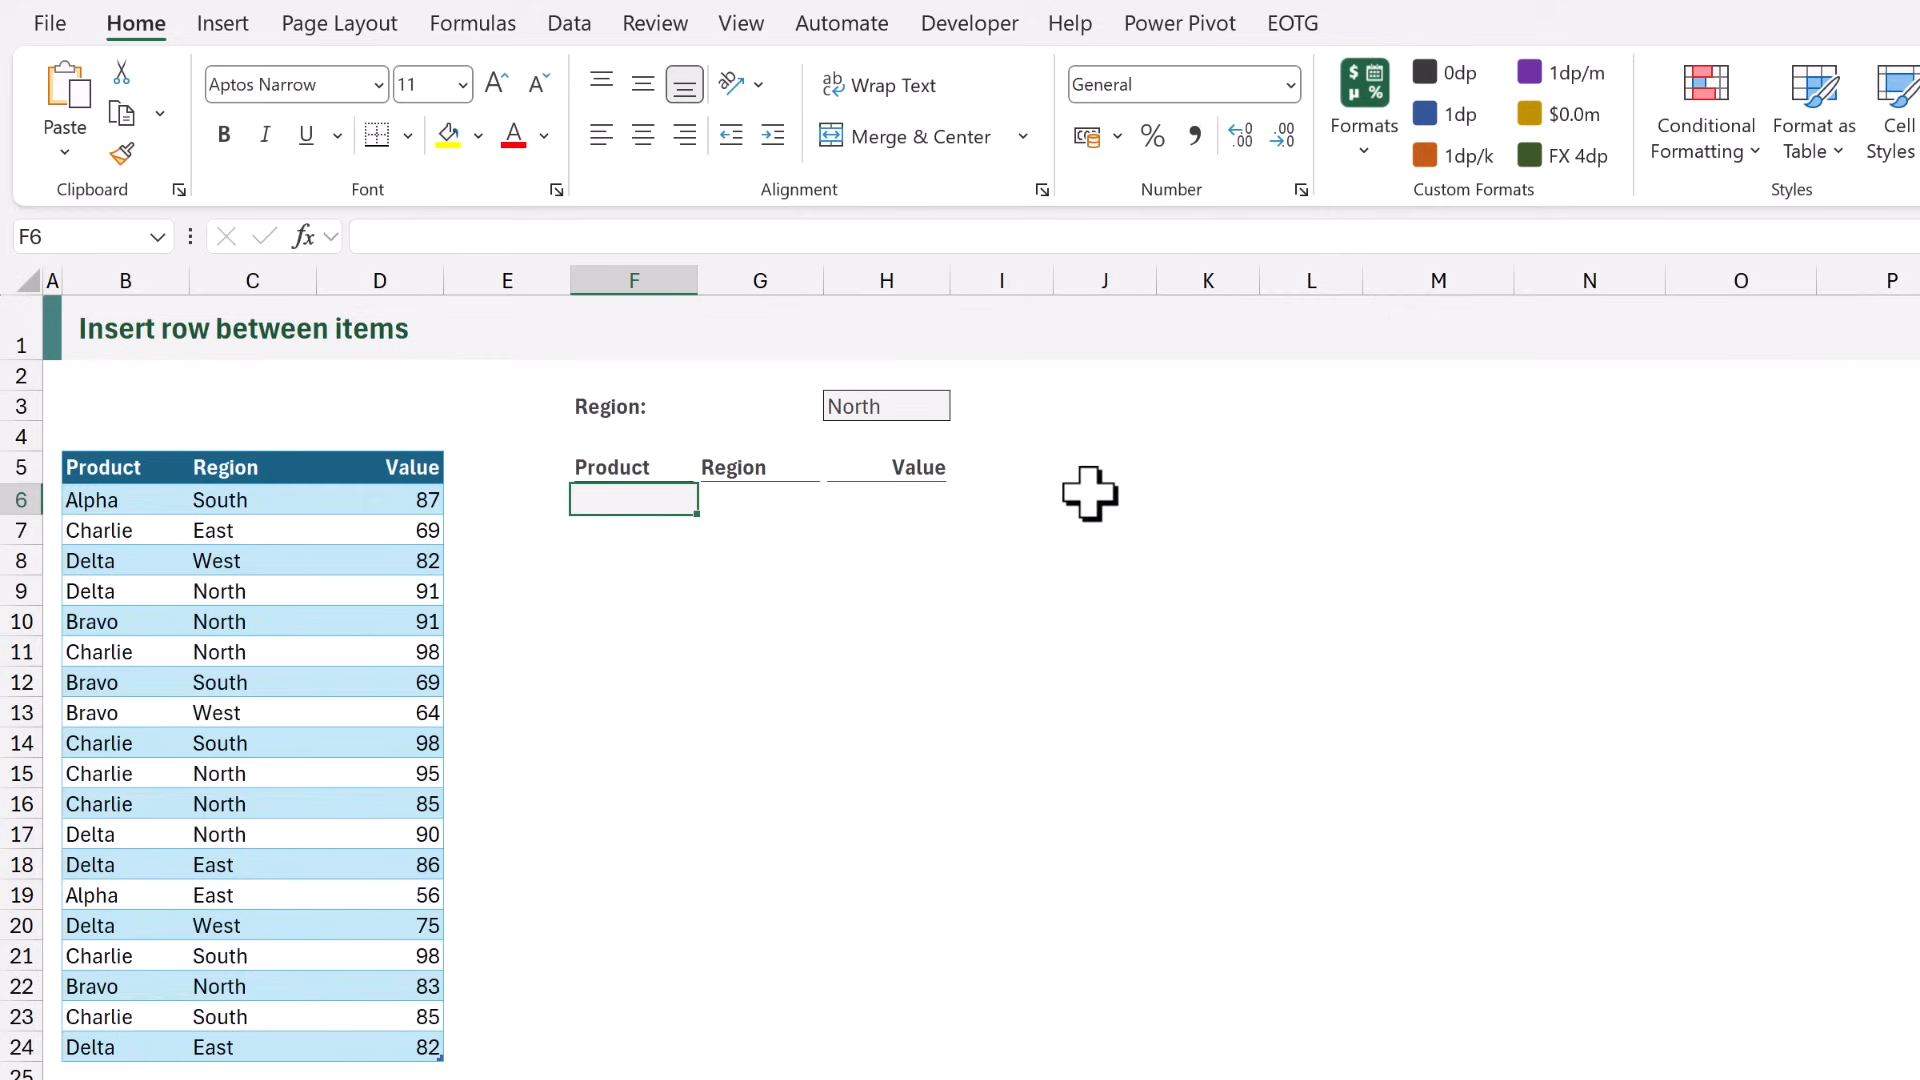 File Home Insert Page Layout Formulas Data Review View Automate Developer Help Power Pivot EOTG
Paste
Clipboard
Aptos Narrow 11 A A
B I U A
Font
ab Wrap Text
Merge & Center
Alignment
General
% , .00 .00
Number
$ µ %
Formats
0dp 1dp/m
1dp $0.0m
1dp/k FX 4dp
Custom Formats
Conditional Formatting
Format as Table
Cell Styles
Styles
F6 fx
A B C D E F G H I J K L M N O P
1 Insert row between items
2
3 Region: North
4
5 Product Region Value Product Region Value
6 Alpha South 87
7 Charlie East 69
8 Delta West 82
9 Delta North 91
10 Bravo North 91
11 Charlie North 98
12 Bravo South 69
13 Bravo West 64
14 Charlie South 98
15 Charlie North 95
16 Charlie North 85
17 Delta North 90
18 Delta East 86
19 Alpha East 56
20 Delta West 75
21 Charlie South 98
22 Bravo North 83
23 Charlie South 85
24 Delta East 82
25